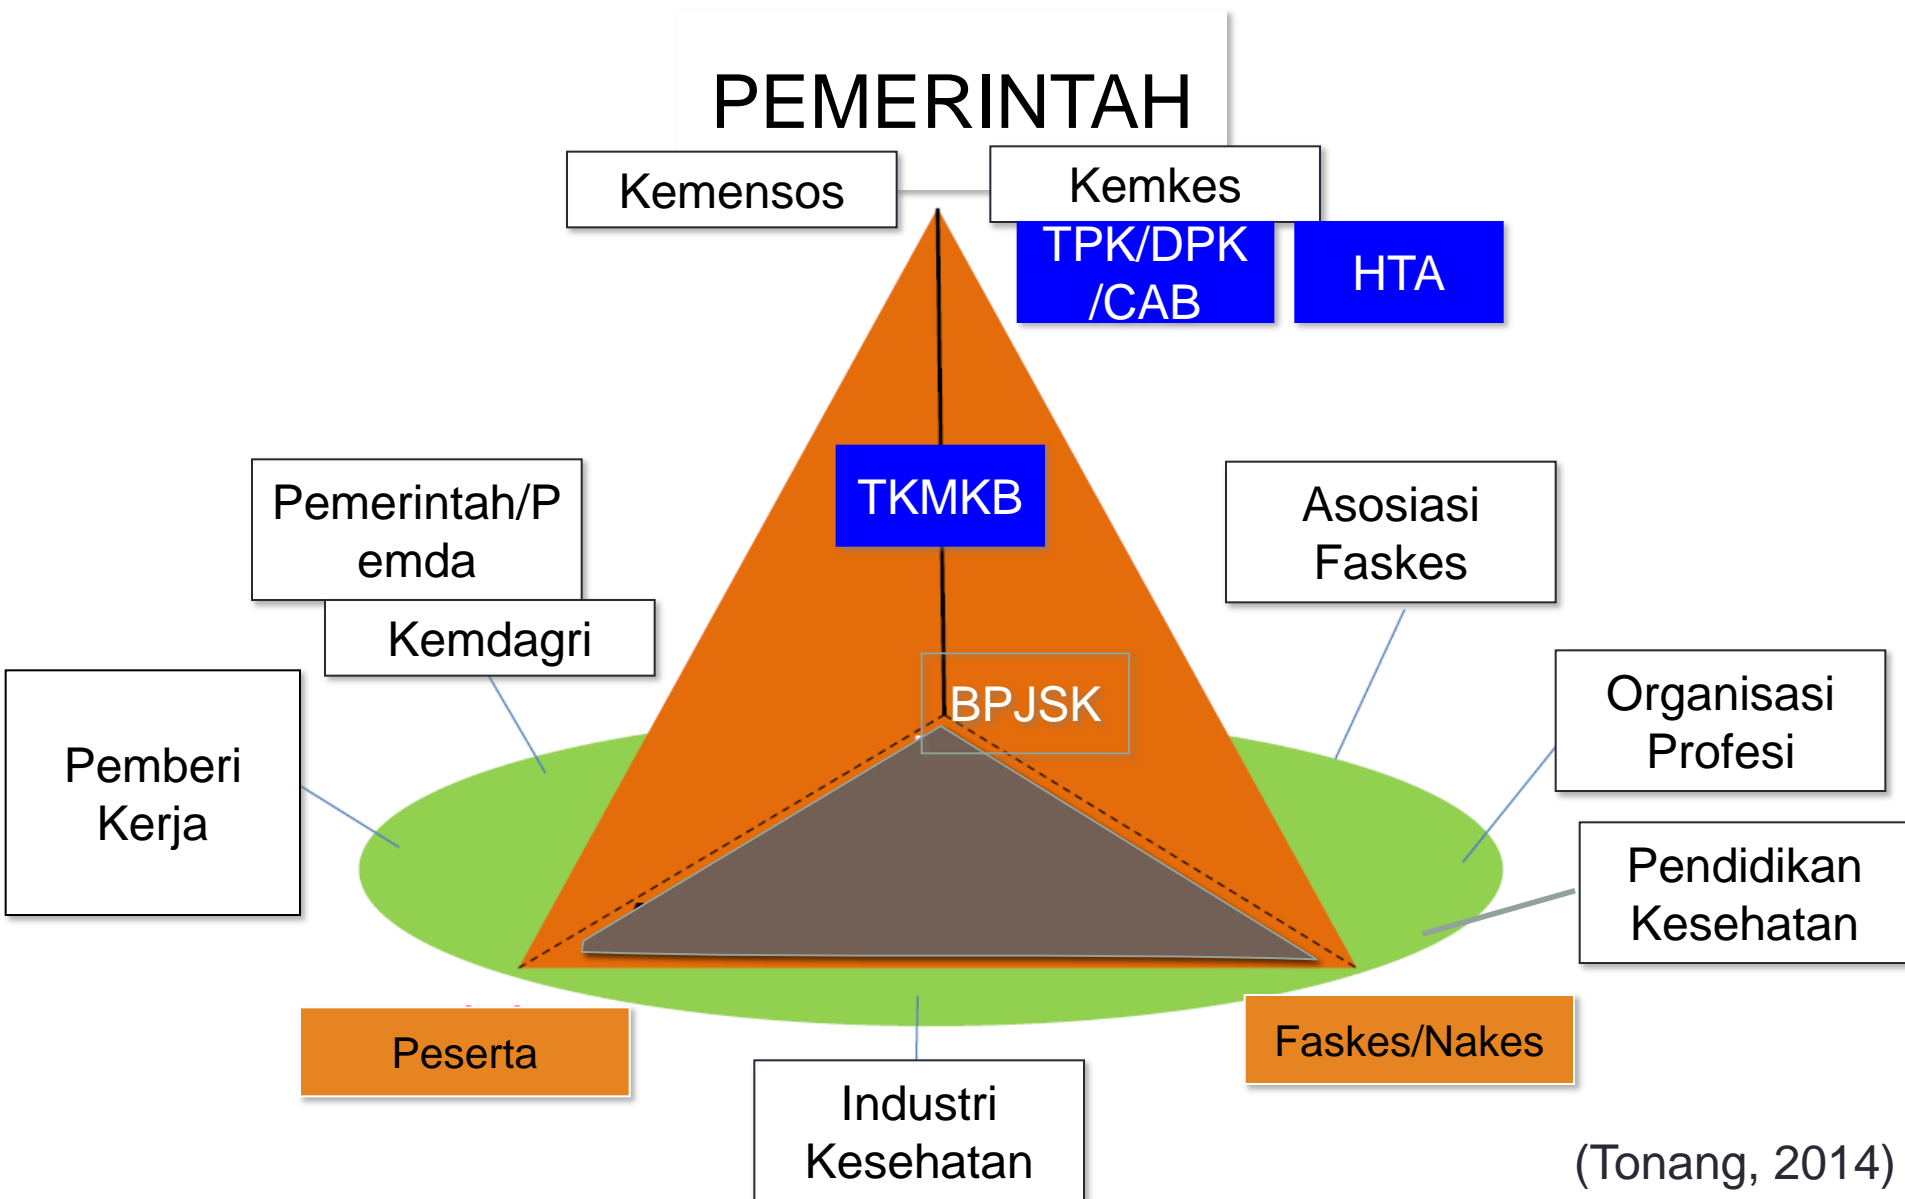 PEMERINTAH
Kemensos
Kemkes
TPK/DPK
/CAB
HTA
TKMKB
Pemerintah/P
emda
Kemdagri
Asosiasi
Faskes
Pemberi
Kerja
BPJSK
Organisasi
Profesi
Pendidikan
Kesehatan
Peserta
Faskes/Nakes
Industri
Kesehatan
(Tonang, 2014)